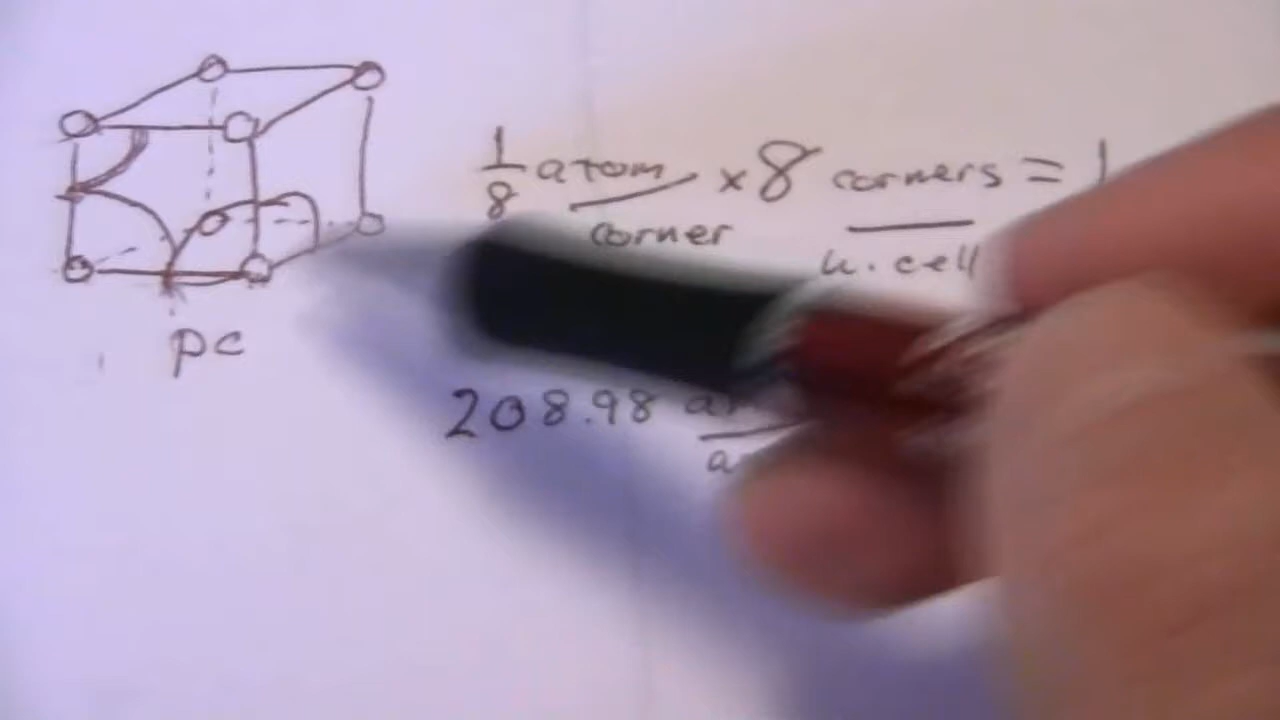 1/8 atom/corner × 8 corners/u. cell = 1
pc
208.98